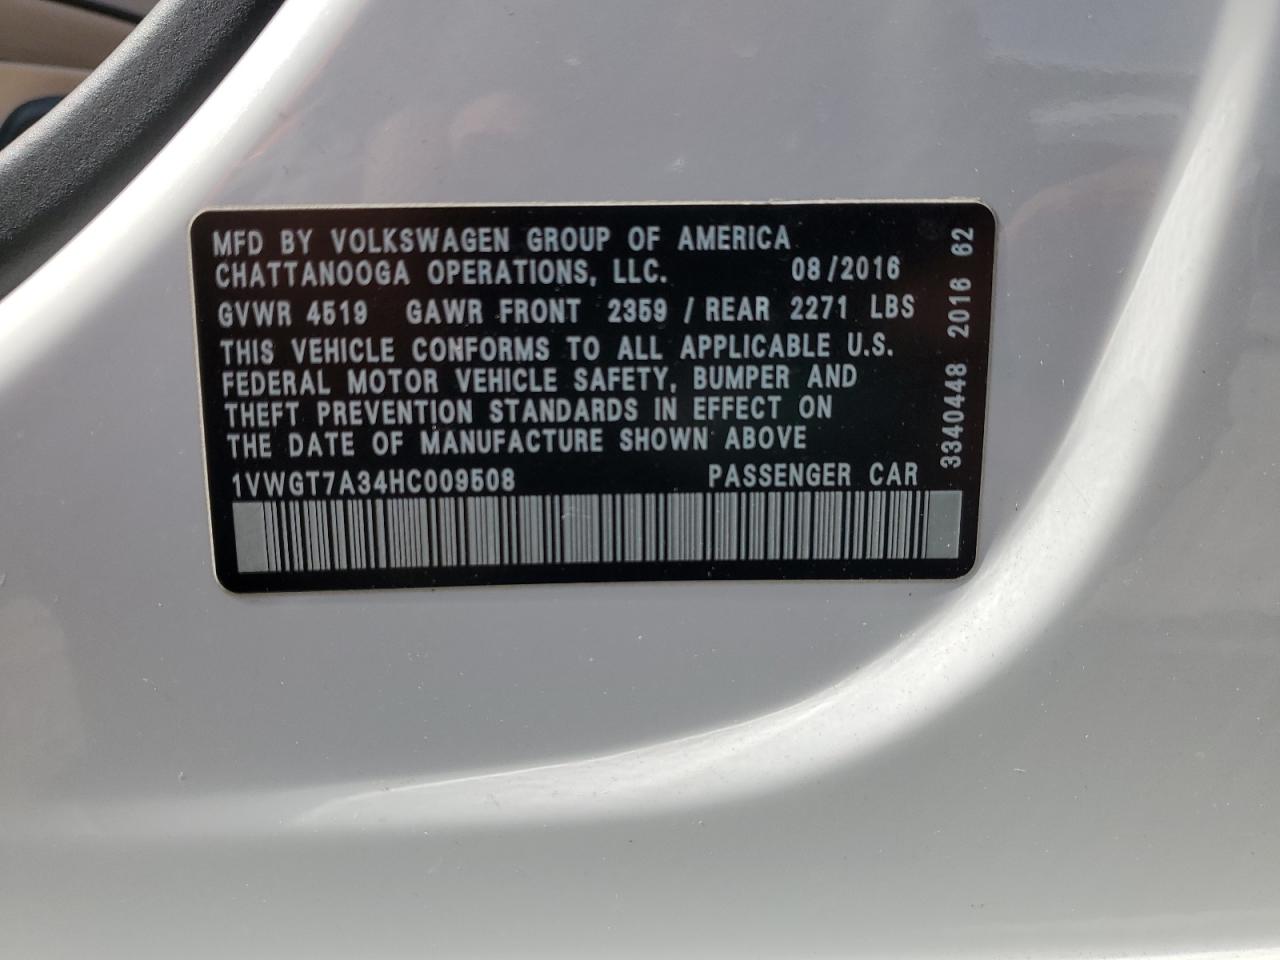 MFD BY VOLKSWAGEN GROUP OF AMERICA
CHATTANOOGA OPERATIONS, LLC. 08/2016
GVWR 4519 GAWR FRONT 2359 / REAR 2271 LBS
THIS VEHICLE CONFORMS TO ALL APPLICABLE U.S.
FEDERAL MOTOR VEHICLE SAFETY, BUMPER AND
THEFT PREVENTION STANDARDS IN EFFECT ON
THE DATE OF MANUFACTURE SHOWN ABOVE
1VWGT7A34HC009508 PASSENGER CAR
3340448 2016 62